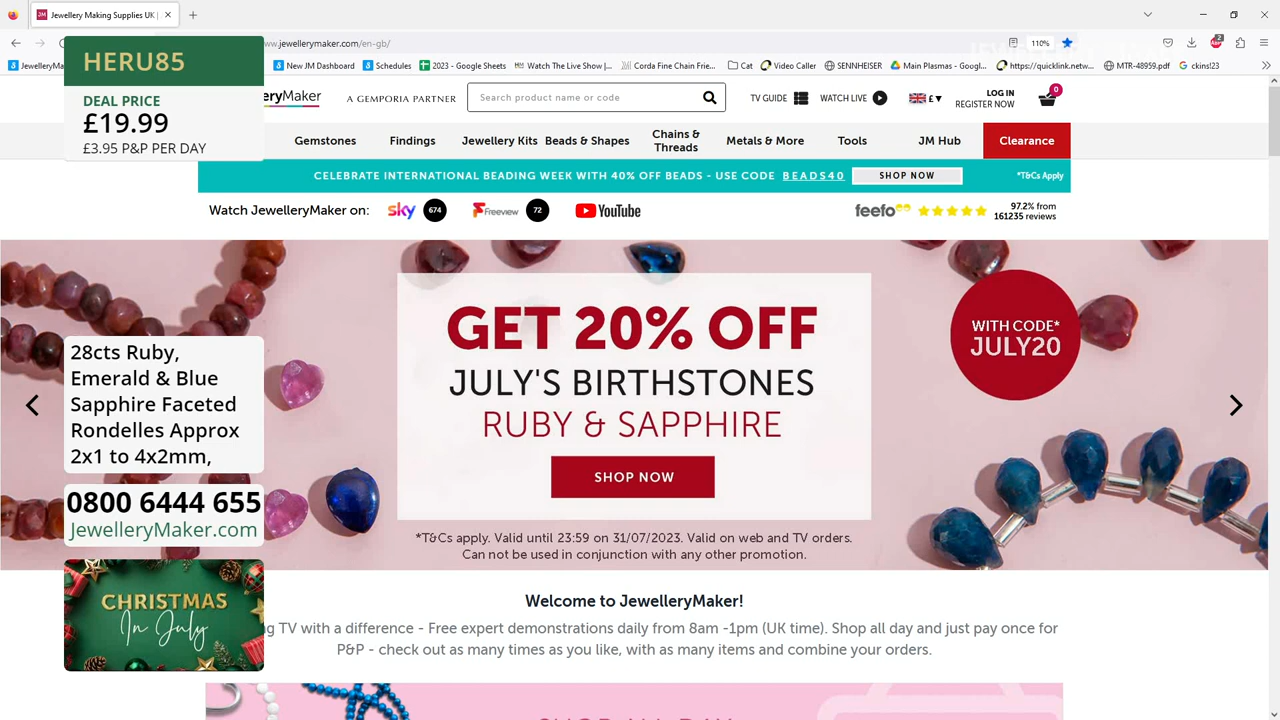 Jewellery Making Supplies UK |
HERU85
DEAL PRICE
£19.99
£3.95 P&P PER DAY
w.jewellerymaker.com/en-gb/
110%
2
JewelleryMa
New JM Dashboard
Schedules
2023 - Google Sheets
Watch The Live Show |...
Corda Fine Chain Frie...
Cat
Video Caller
SENNHEISER
Main Plasmas - Googl...
https://quicklink.netw...
MTR-48959.pdf
ckins!23
eryMaker
A GEMPORIA PARTNER
Search product name or code
TV GUIDE
WATCH LIVE
£ ▼
LOG IN
REGISTER NOW
0
Gemstones
Findings
Jewellery Kits
Beads & Shapes
Chains & Threads
Metals & More
Tools
JM Hub
Clearance
CELEBRATE INTERNATIONAL BEADING WEEK WITH 40% OFF BEADS - USE CODE BEADS40
SHOP NOW
*T&Cs Apply
Watch JewelleryMaker on:
sky
674
Freeview
72
YouTube
feefo
97.2% from
161235 reviews
GET 20% OFF
JULY'S BIRTHSTONES
RUBY & SAPPHIRE
SHOP NOW
WITH CODE*
JULY20
*T&Cs apply. Valid until 23:59 on 31/07/2023. Valid on web and TV orders.
Can not be used in conjunction with any other promotion.
28cts Ruby,
Emerald & Blue
Sapphire Faceted
Rondelles Approx
2x1 to 4x2mm,
0800 6444 655
JewelleryMaker.com
CHRISTMAS
In July
Welcome to JewelleryMaker!
g TV with a difference - Free expert demonstrations daily from 8am -1pm (UK time). Shop all day and just pay once for
P&P - check out as many times as you like, with as many items and combine your orders.
SHOP ALL DAY